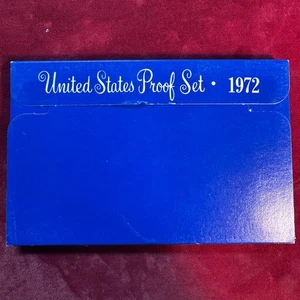 United States Proof Set • 1972